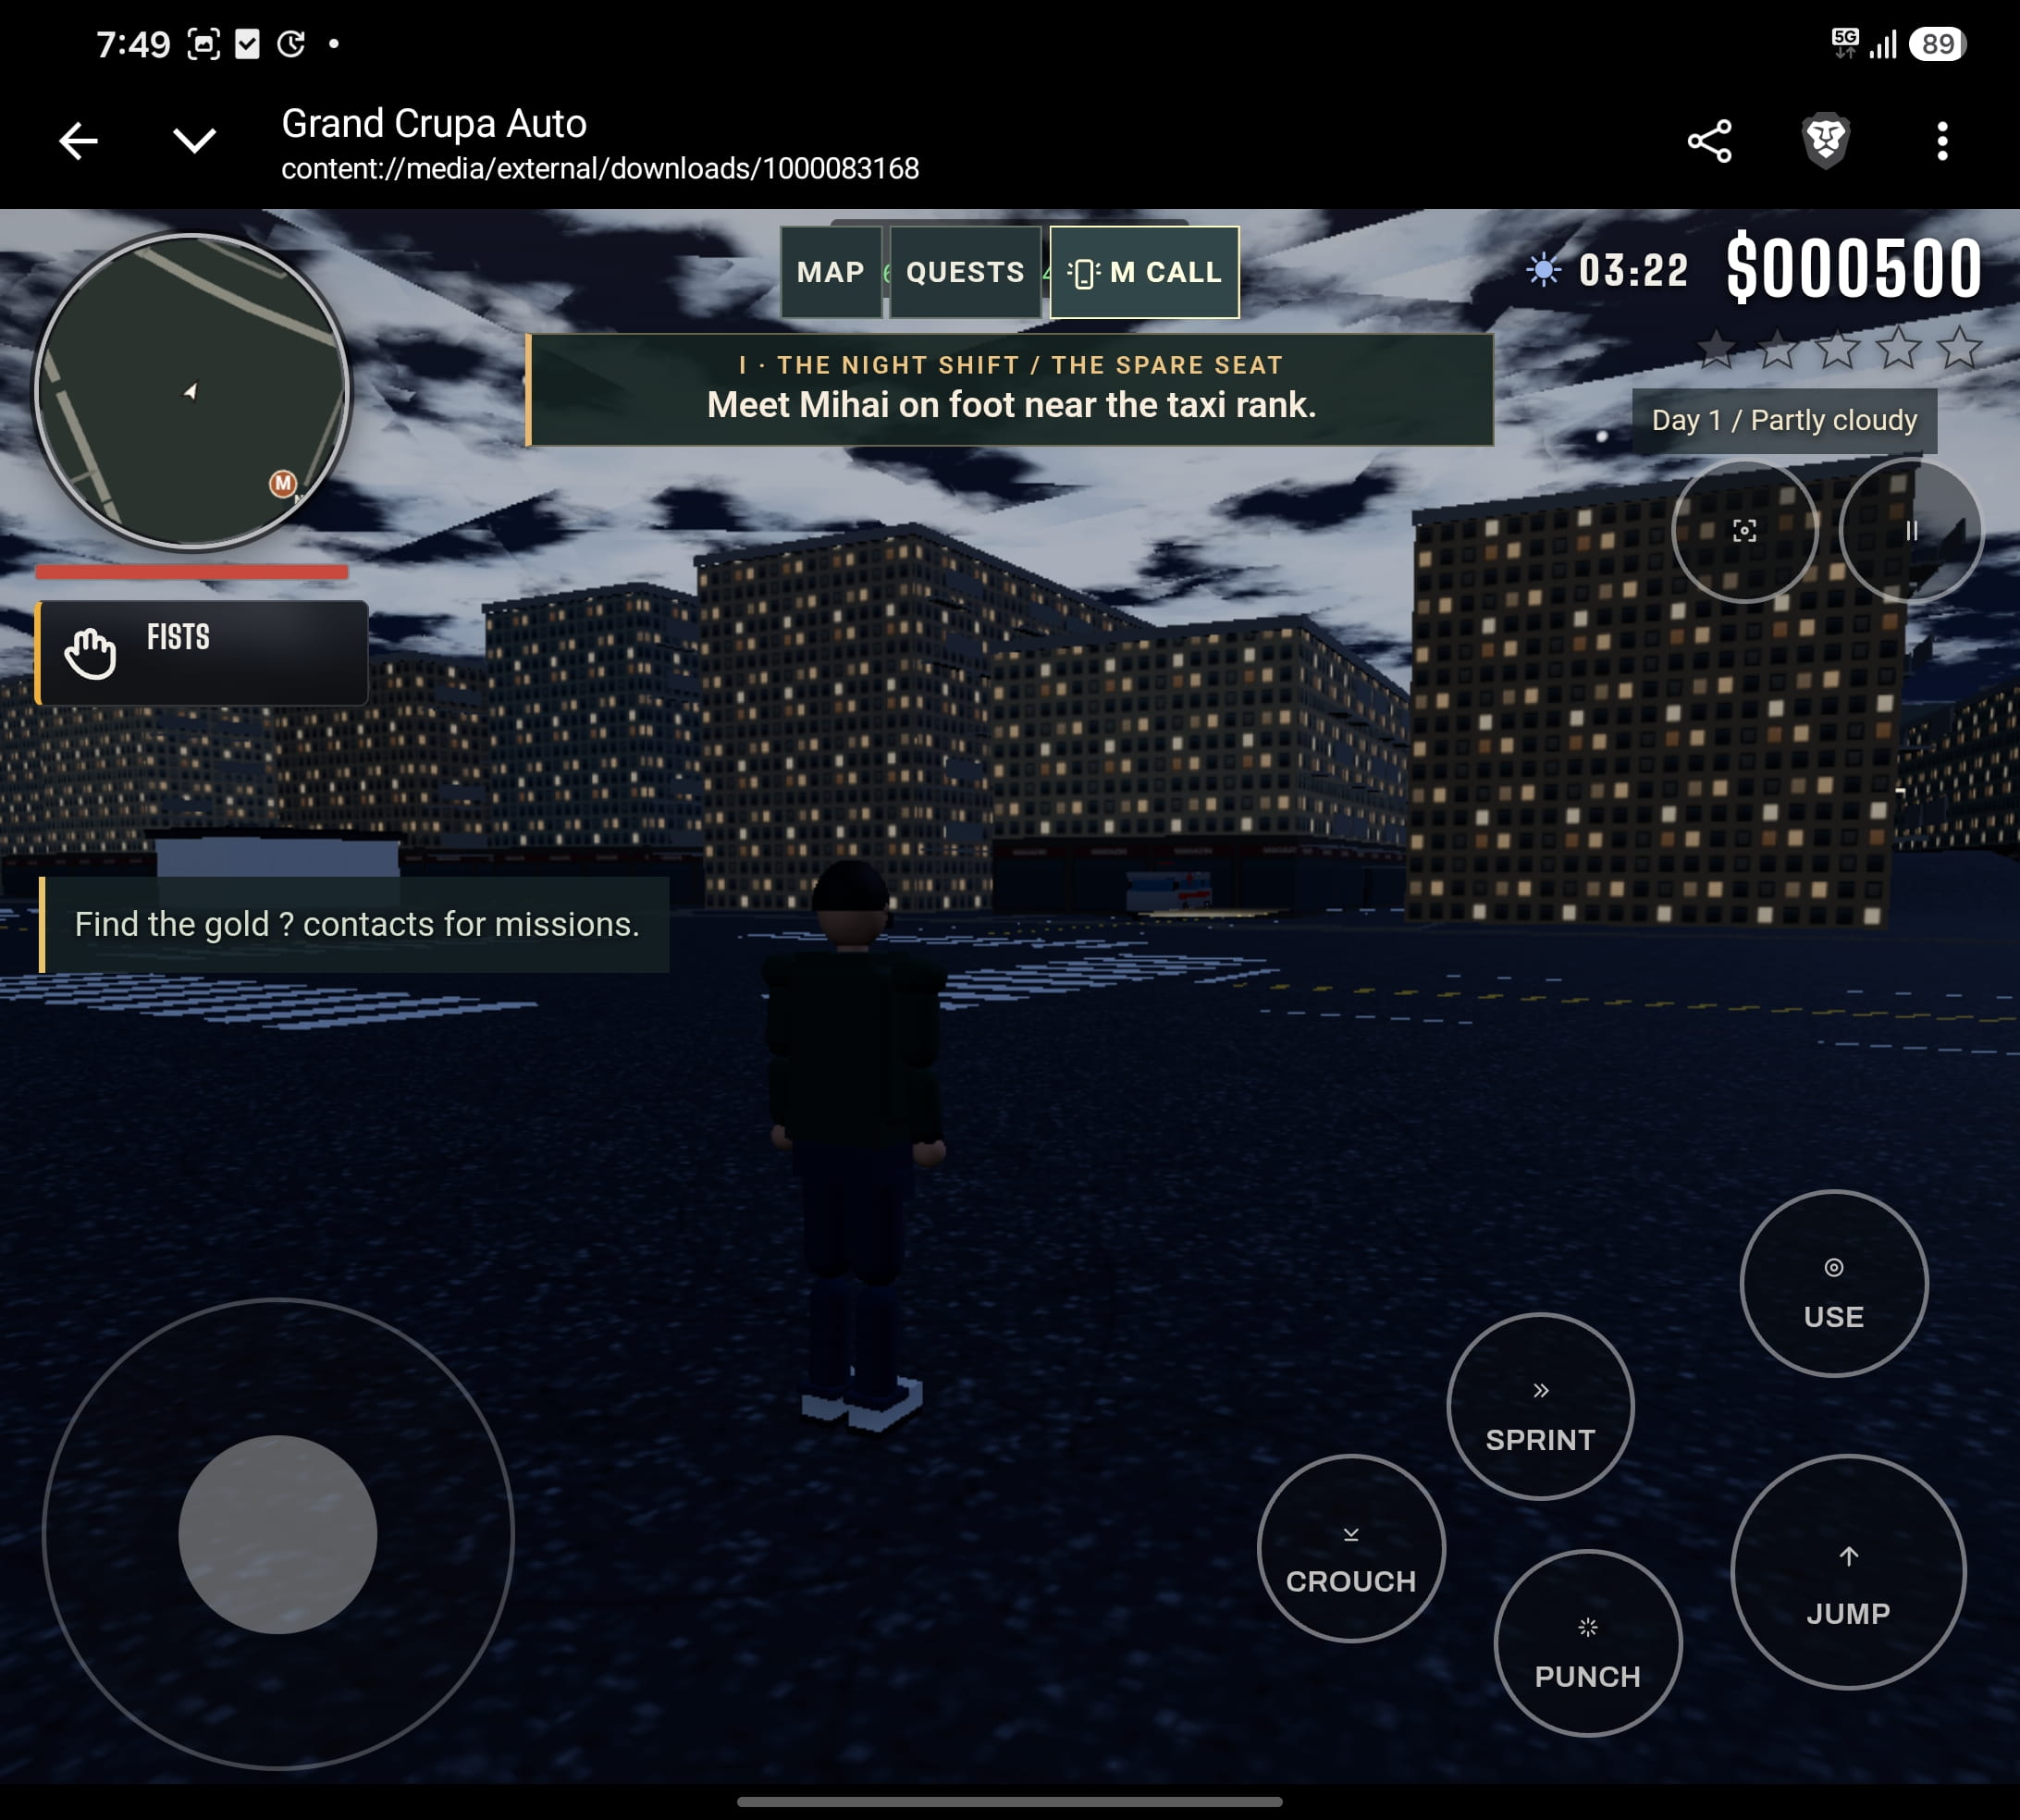 7:49
5G
89
Grand Crupa Auto
content://media/external/downloads/1000083168
MAP
QUESTS
M CALL
03:22
$000500
I · THE NIGHT SHIFT / THE SPARE SEAT
Meet Mihai on foot near the taxi rank.
Day 1 / Partly cloudy
M
FISTS
Find the gold ? contacts for missions.
USE
SPRINT
CROUCH
JUMP
PUNCH